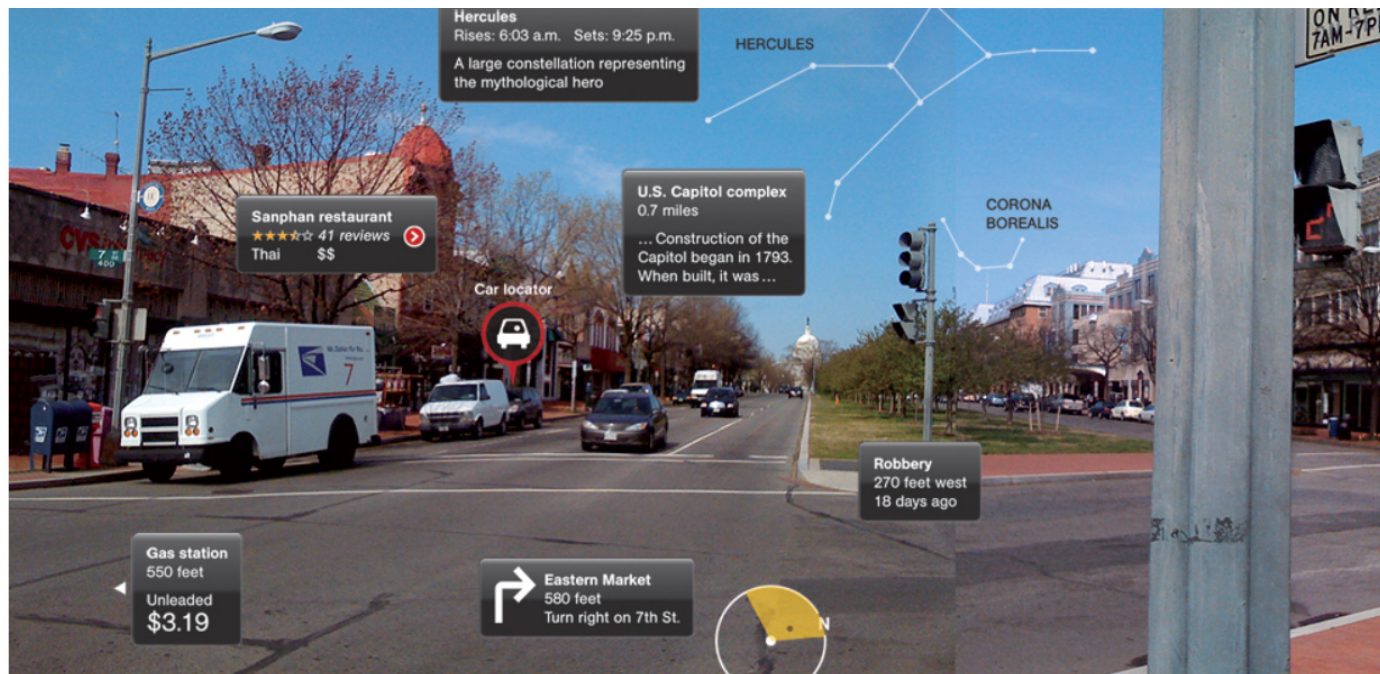 Hercules
Rises: 6:03 a.m. Sets: 9:25 p.m.
A large constellation representing
the mythological hero
HERCULES
7AM-7P
U.S. Capitol complex
0.7 miles
... Construction of the
Capitol began in 1793.
When built, it was ...
CORONA
BOREALIS
Sanphan restaurant
41 reviews
Thai $$
CVS
7
400
Car locator
7
Robbery
270 feet west
18 days ago
Gas station
550 feet
Unleaded
$3.19
Eastern Market
580 feet
Turn right on 7th St.
N